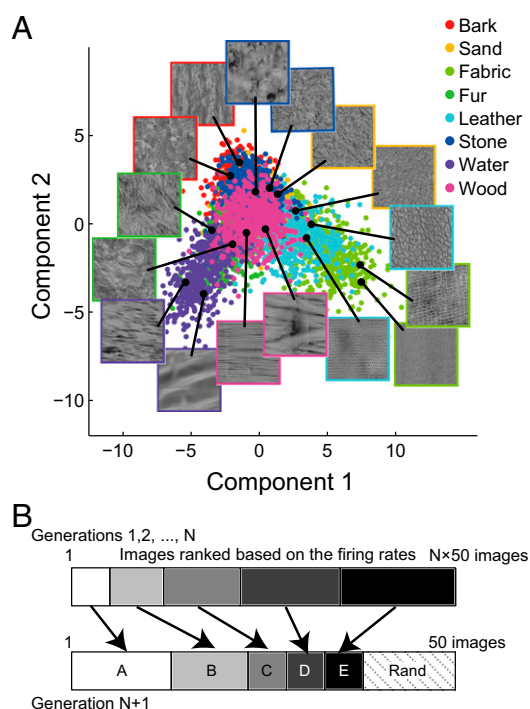 A
Bark
Sand
Fabric
Fur
Leather
Stone
Water
Wood
5
0
−5
−10
Component 2
−10
−5
0
5
10
Component 1
B
Generations 1,2, ..., N
1
Images ranked based on the firing rates
N×50 images
1
50 images
A
B
C
D
E
Rand
Generation N+1